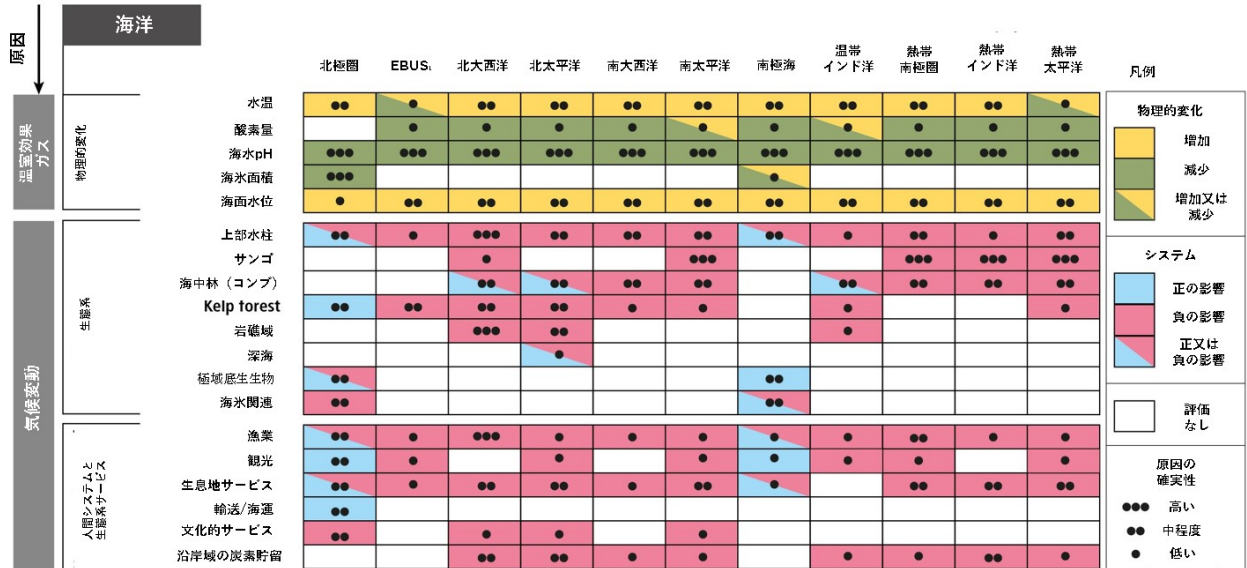 海洋
原因
北極圏
EBUS
北大西洋
北太平洋
南大西洋
南太平洋
南極海
温帯
インド洋
熱帯
南極圏
熱帯
インド洋
熱帯
太平洋
凡例
温室効果
ガス
物理的変化
水温
酸素量
海水pH
海氷面積
海面水位
物理的変化
増加
減少
増加又は
減少
気候変動
生態系
上部水柱
サンゴ
海中林（コンブ）
Kelp forest
岩礁域
深海
極域底生生物
海氷関連
システム
正の影響
負の影響
正又は
負の影響
評価
なし
人間システムと
生態系サービス
漁業
観光
生息地サービス
輸送/海運
文化的サービス
沿岸域の炭素貯留
原因の
確実性
●●● 高い
●● 中程度
● 低い